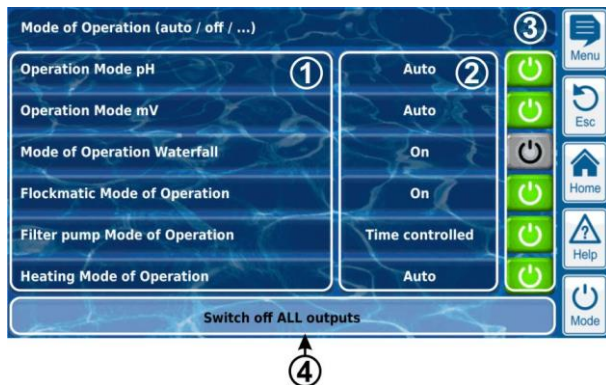 Mode of Operation (auto / off / ...) 3
Menu
Operation Mode pH 1 Auto 2
Operation Mode mV Auto
Esc
Mode of Operation Waterfall On
Flockmatic Mode of Operation On
Home
Filter pump Mode of Operation Time controlled
Help
Heating Mode of Operation Auto
Switch off ALL outputs
Mode
4